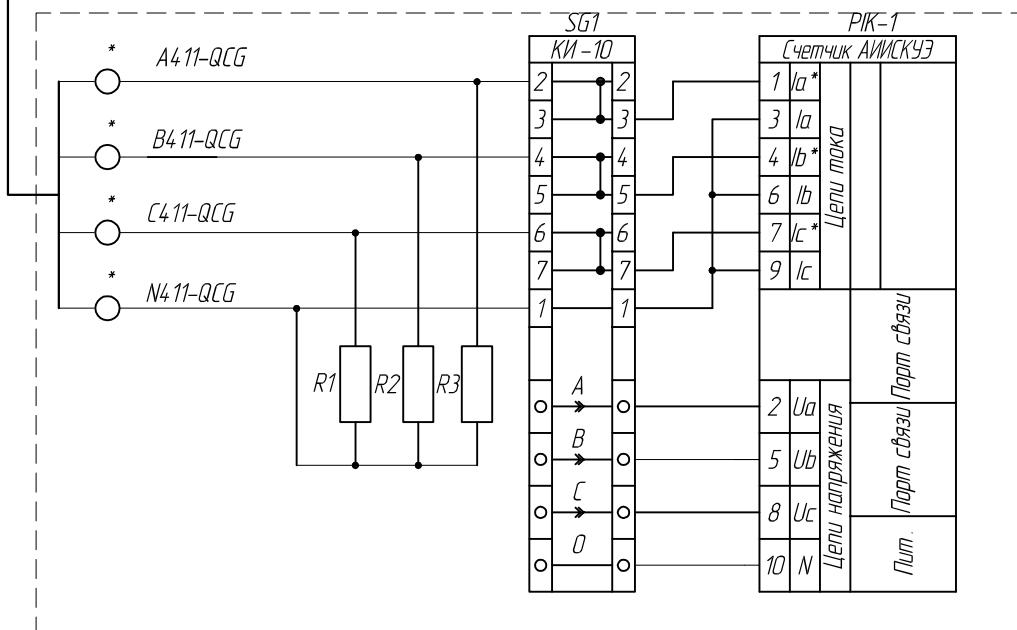 SG1 PIK-1
КИ-10 Счетчик АИИСКУЭ
* A411-QCG 2 2 1 Ia*
* 3 3 3 Ia
B411-QCG 4 4 4 Ib*
* 5 5 6 Ib
C411-QCG 6 6 7 Ic*
* 7 7 9 Ic
N411-QCG 1 1
Цепи тока
Порт связи
R1 R2 R3
A 2 Ua
B 5 Ub
C 8 Uc
0 10 N
Цепи напряжения
Порт связи
Пит.